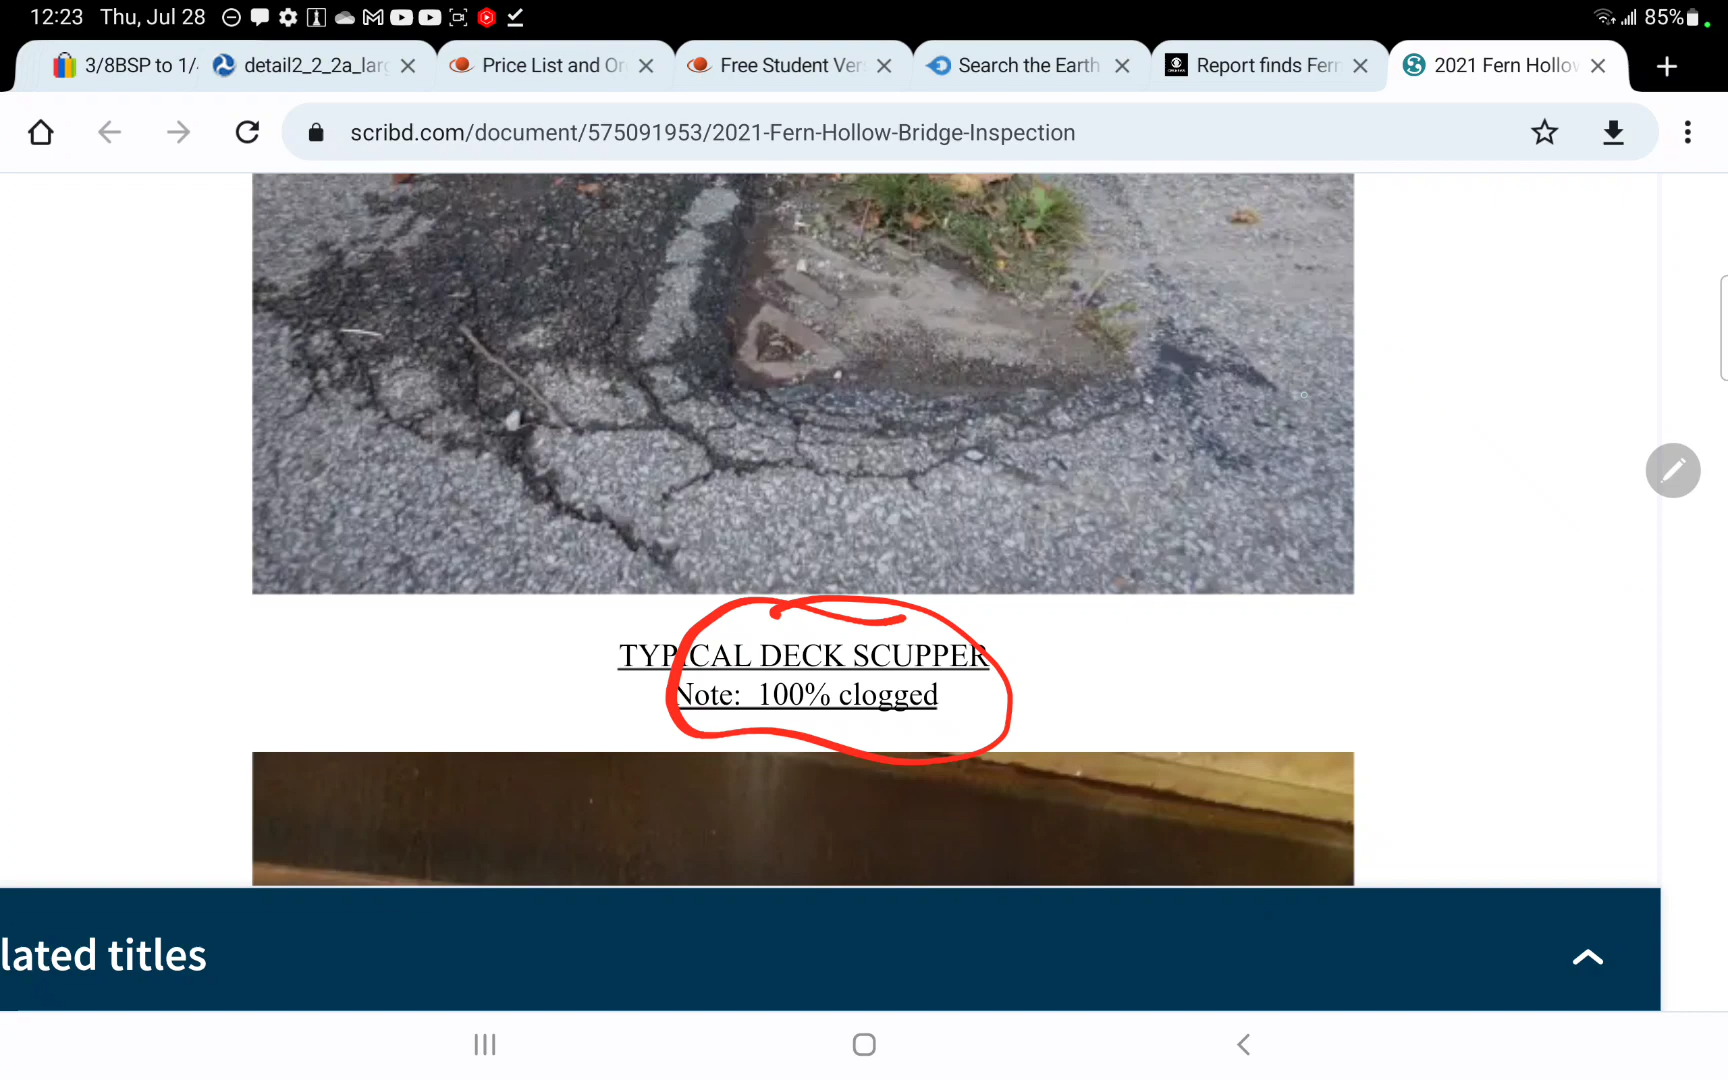 12:23 Thu, Jul 28
85%
3/8BSP to 1/
detail2_2_2a_larg
Price List and Or
Free Student Ver
Search the Earth
Report finds Fern
2021 Fern Hollow
scribd.com/document/575091953/2021-Fern-Hollow-Bridge-Inspection
TYPICAL DECK SCUPPER
Note: 100% clogged
lated titles